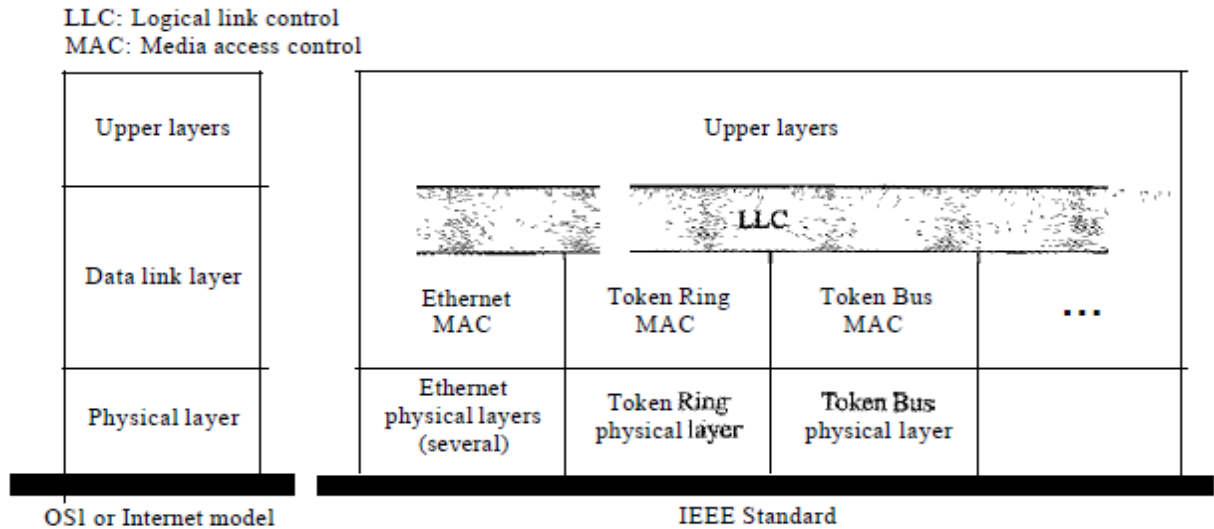 LLC: Logical link control
MAC: Media access control
Upper layers
Data link layer
Physical layer
OS1 or Internet model
Upper layers
LLC
Ethernet
MAC
Token Ring
MAC
Token Bus
MAC
...
Ethernet
physical layers
(several)
Token Ring
physical layer
Token Bus
physical layer
IEEE Standard